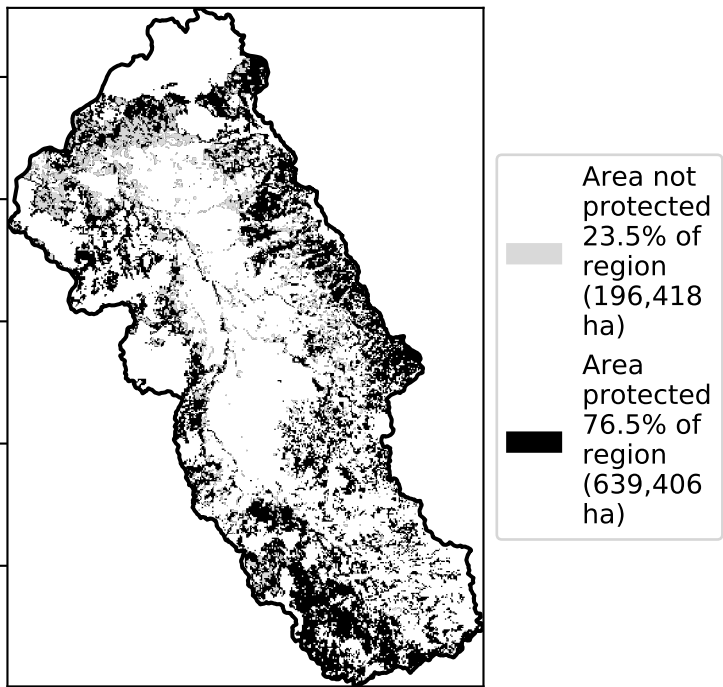 Area not
protected
23.5% of
region
(196,418
ha)
Area
protected
76.5% of
region
(639,406
ha)